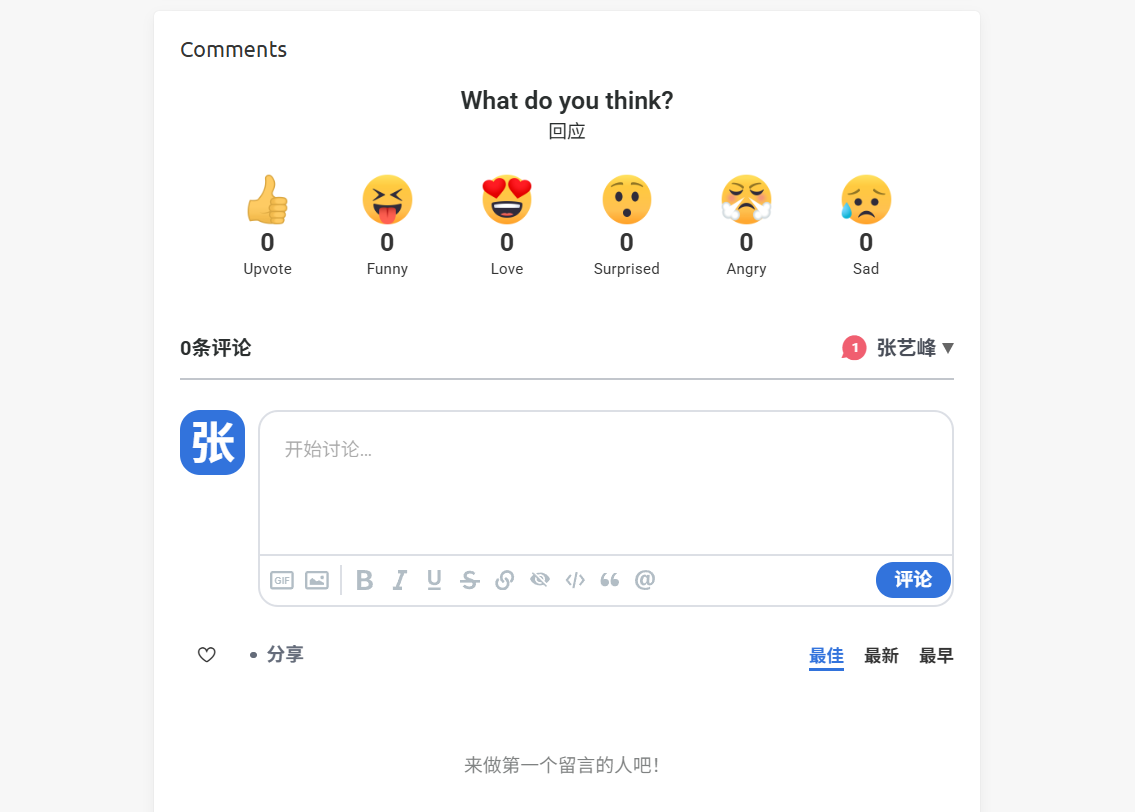 Comments
What do you think?
回应
0 0 0 0 0 0
Upvote Funny Love Surprised Angry Sad
0条评论 1 张艺峰
张
开始讨论...
GIF B I U S </> @ 评论
• 分享 最佳 最新 最早
来做第一个留言的人吧！